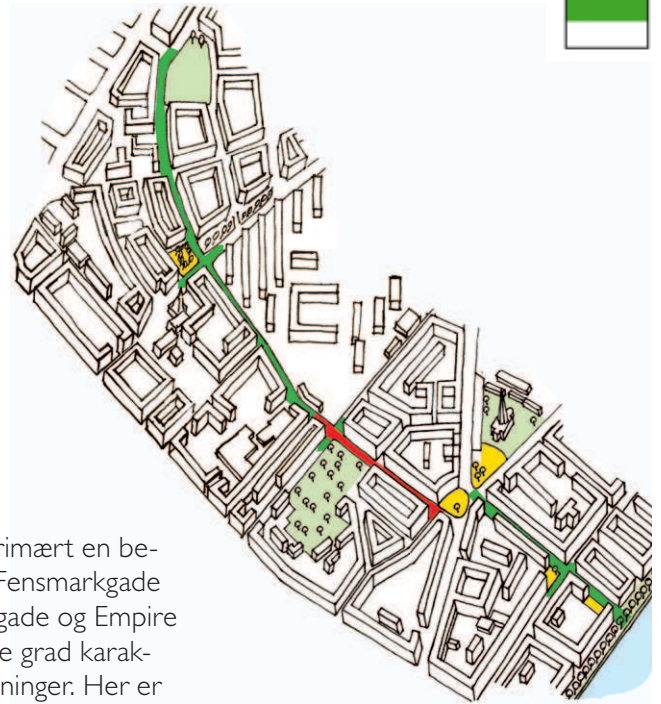 rimært en be-
Fensmarkgade
gade og Empire
e grad karak-
ninger. Her er